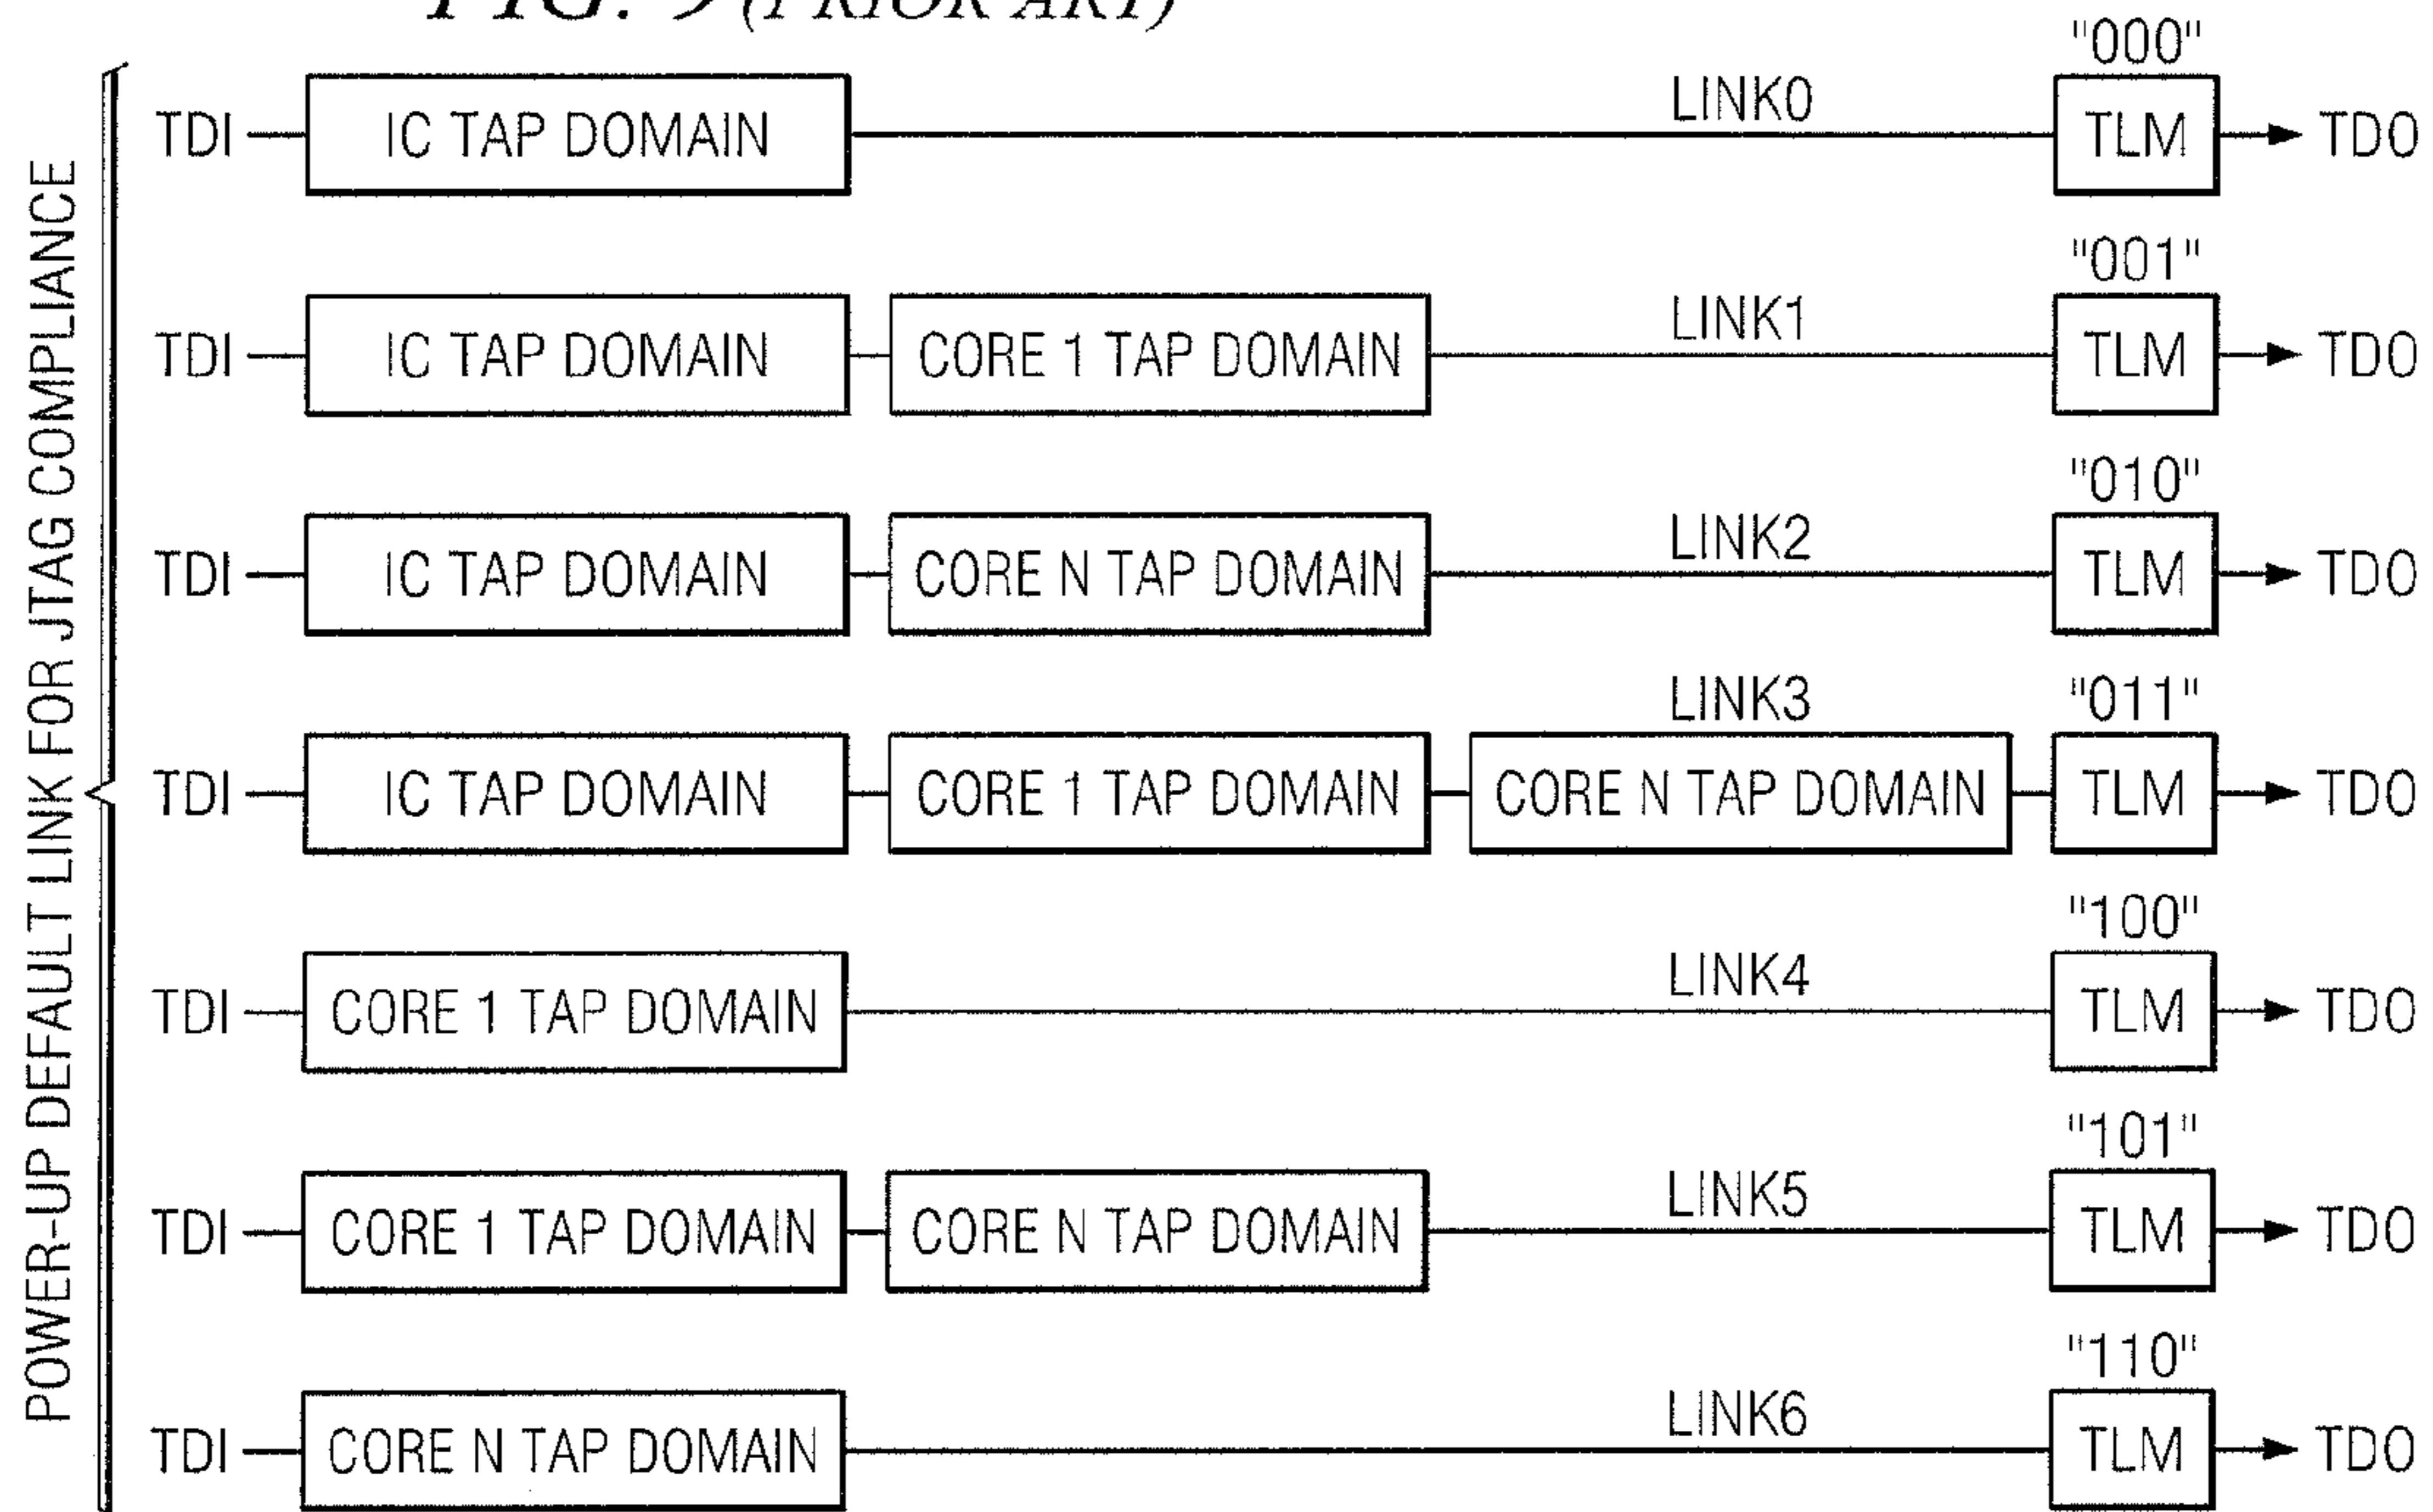 FIG. 9 (PRIOR ART)
POWER-UP DEFAULT LINK FOR JTAG COMPLIANCE
"000"
TDI IC TAP DOMAIN LINK0 TLM TDO
"001"
TDI IC TAP DOMAIN CORE 1 TAP DOMAIN LINK1 TLM TDO
"010"
TDI IC TAP DOMAIN CORE N TAP DOMAIN LINK2 TLM TDO
LINK3 "011"
TDI IC TAP DOMAIN CORE 1 TAP DOMAIN CORE N TAP DOMAIN TLM TDO
"100"
TDI CORE 1 TAP DOMAIN LINK4 TLM TDO
"101"
TDI CORE 1 TAP DOMAIN CORE N TAP DOMAIN LINK5 TLM TDO
"110"
TDI CORE N TAP DOMAIN LINK6 TLM TDO